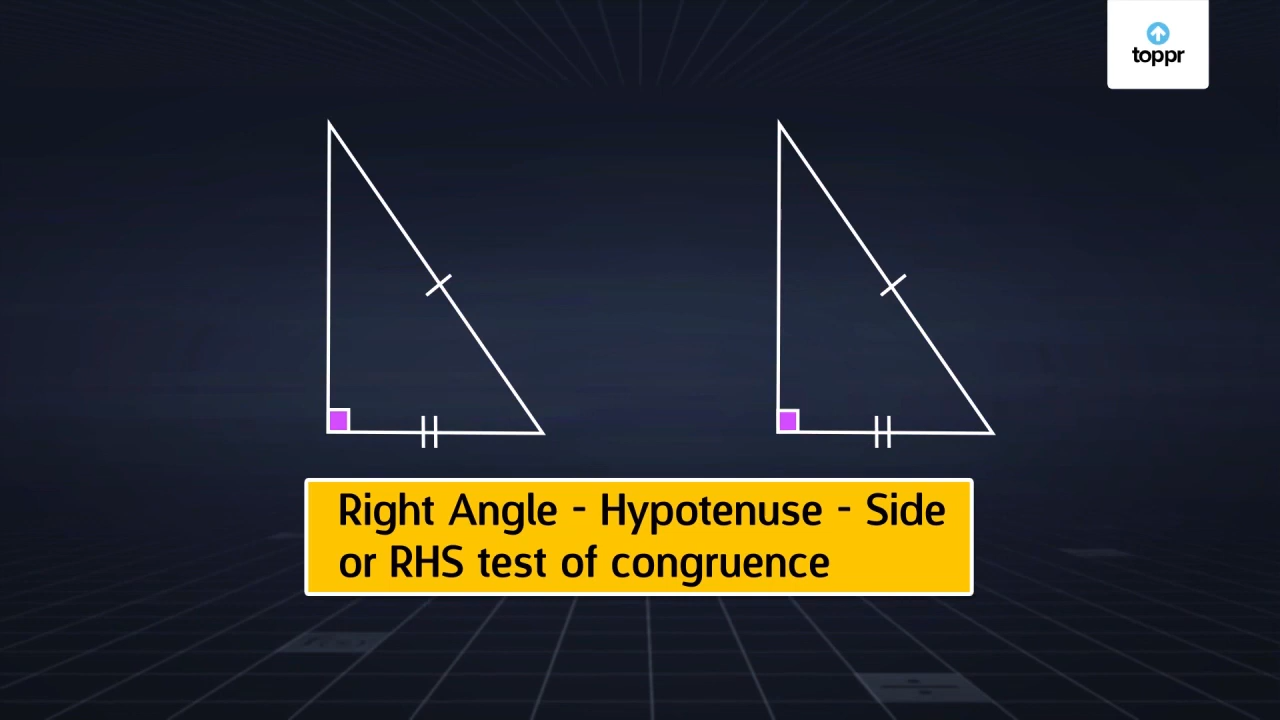 toppr
Right Angle - Hypotenuse - Side
or RHS test of congruence